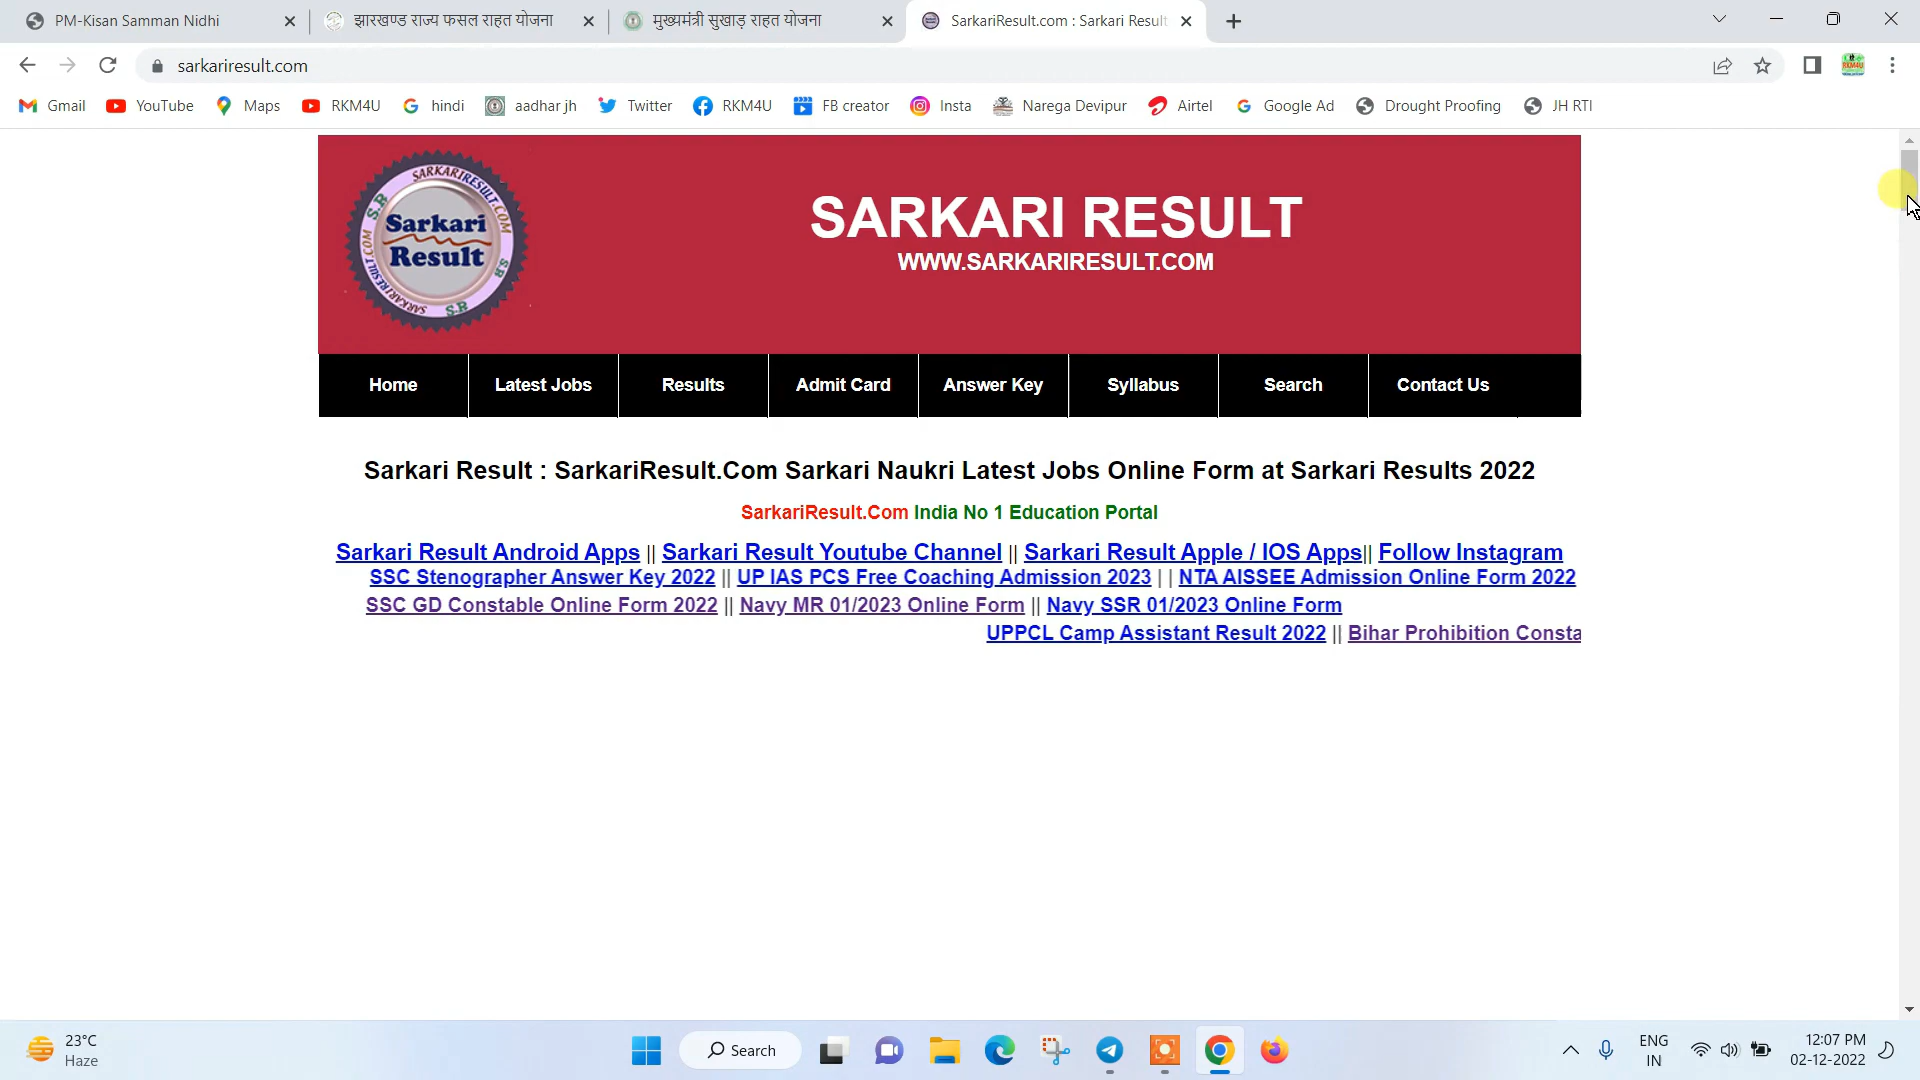 PM-Kisan Samman Nidhi
झारखण्ड राज्य फसल राहत योजना
मुख्यमंत्री सुखाड़ राहत योजना
SarkariResult.com : Sarkari Result
sarkariresult.com
RKM4U
Gmail
YouTube
Maps
RKM4U
hindi
aadhar jh
Twitter
RKM4U
FB creator
Insta
Narega Devipur
Airtel
Google Ad
Drought Proofing
JH RTI
SARKARIRESULT.COM
S.R
Sarkari
Result
SARKARI RESULT
WWW.SARKARIRESULT.COM
Home
Latest Jobs
Results
Admit Card
Answer Key
Syllabus
Search
Contact Us
Sarkari Result : SarkariResult.Com Sarkari Naukri Latest Jobs Online Form at Sarkari Results 2022
SarkariResult.Com India No 1 Education Portal
Sarkari Result Android Apps || Sarkari Result Youtube Channel || Sarkari Result Apple / IOS Apps|| Follow Instagram
SSC Stenographer Answer Key 2022 || UP IAS PCS Free Coaching Admission 2023 | | NTA AISSEE Admission Online Form 2022
SSC GD Constable Online Form 2022 || Navy MR 01/2023 Online Form || Navy SSR 01/2023 Online Form
UPPCL Camp Assistant Result 2022 || Bihar Prohibition Consta
23°C
Haze
Search
ENG
IN
12:07 PM
02-12-2022